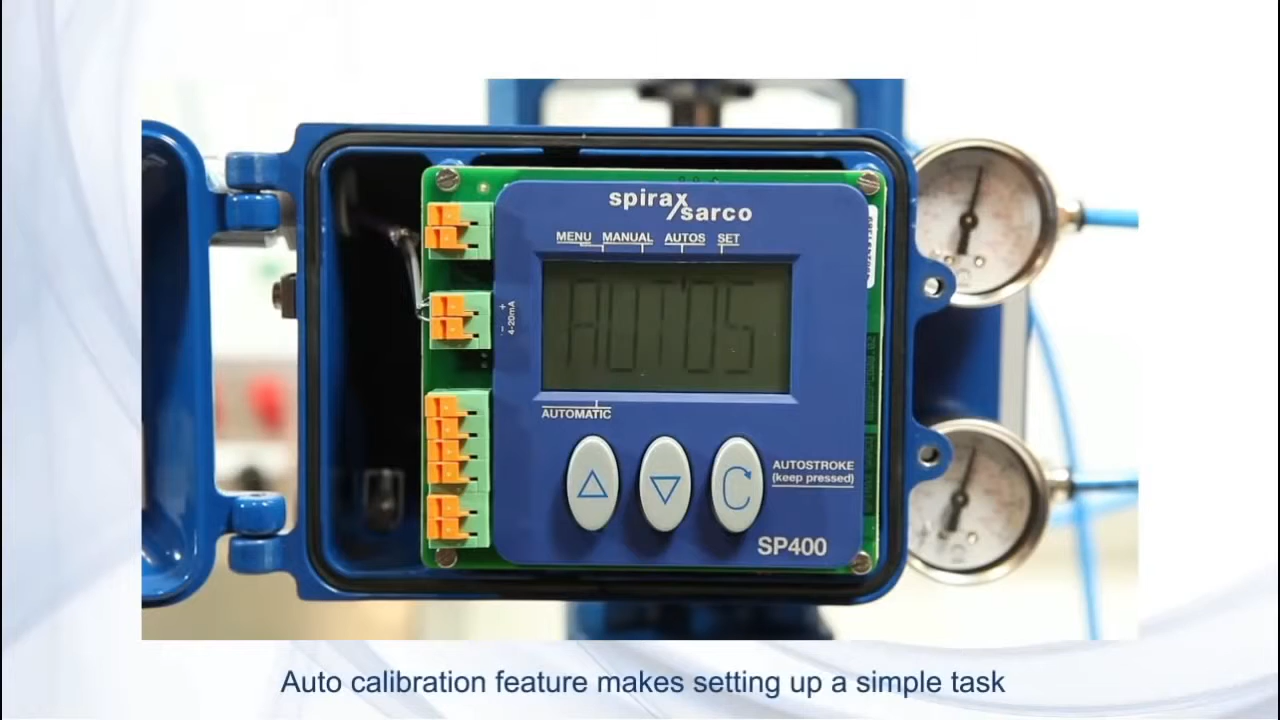 spirax
sarco
MENU MANUAL AUTOS SET
AUTOS
+
-
4-20mA
AUTOMATIC
AUTOSTROKE
(keep pressed)
SP400
Auto calibration feature makes setting up a simple task